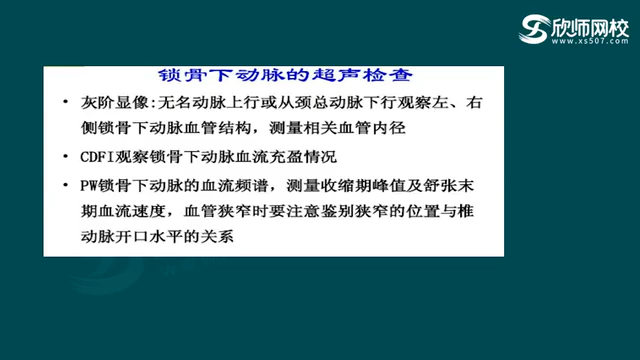 欣师网校
www.xs507.com
锁骨下动脉的超声检查
• 灰阶显像:无名动脉上行或从颈总动脉下行观察左、右
侧锁骨下动脉血管结构，测量相关血管内径
• CDFI观察锁骨下动脉血流充盈情况
• PW锁骨下动脉的血流频谱，测量收缩期峰值及舒张末
期血流速度，血管狭窄时要注意鉴别狭窄的位置与椎
动脉开口水平的关系